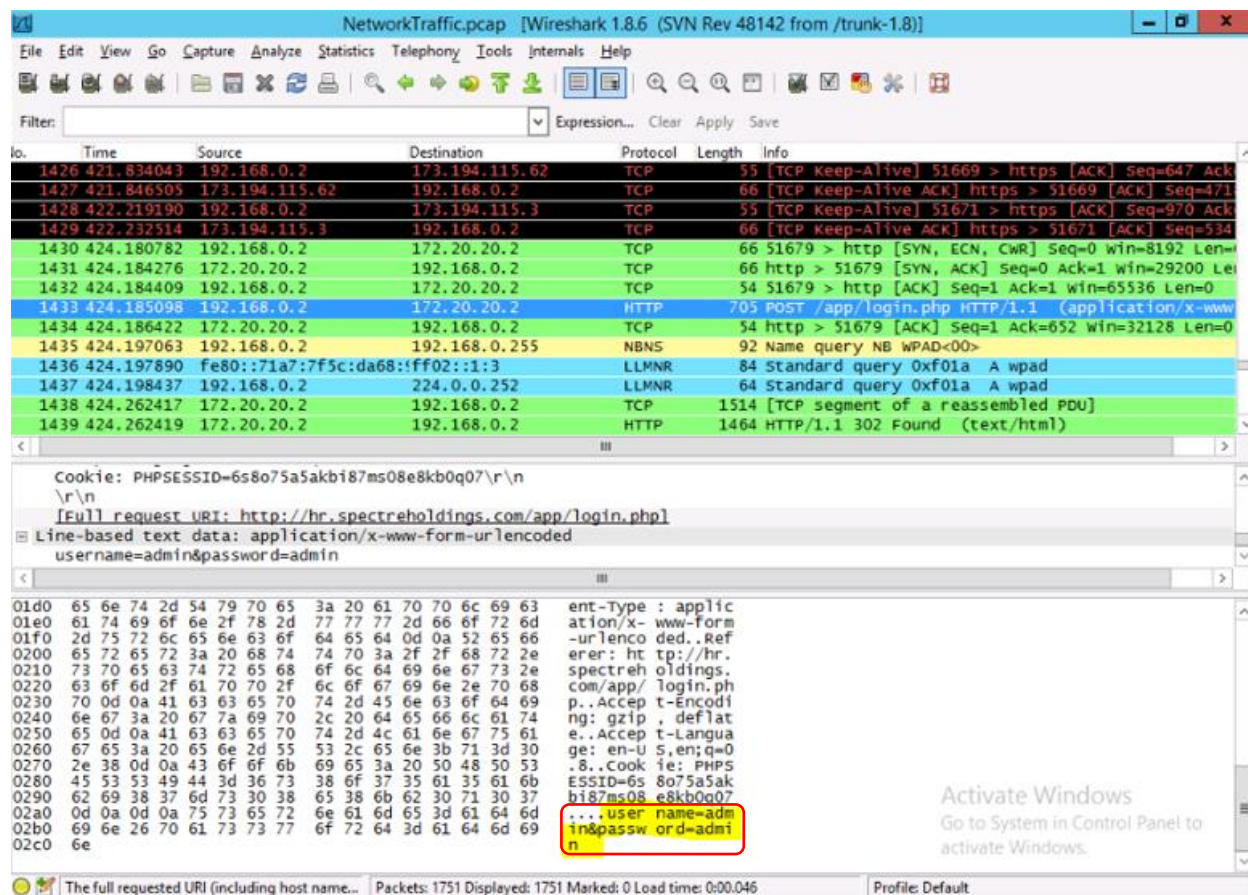 NetworkTraffic.pcap [Wireshark 1.8.6 (SVN Rev 48142 from /trunk-1.8)]
File Edit View Go Capture Analyze Statistics Telephony Tools Internals Help
Filter: Expression... Clear Apply Save
lo. Time Source Destination Protocol Length Info
1426 421.834043 192.168.0.2 173.194.115.62 TCP 55 [TCP Keep-Alive] 51669 > https [ACK] Seq=647 Ack
1427 421.846505 173.194.115.62 192.168.0.2 TCP 66 [TCP Keep-Alive ACK] https > 51669 [ACK] Seq=471
1428 422.219190 192.168.0.2 173.194.115.3 TCP 55 [TCP Keep-Alive] 51671 > https [ACK] Seq=970 Ack
1429 422.232514 173.194.115.3 192.168.0.2 TCP 66 [TCP Keep-Alive ACK] https > 51671 [ACK] Seq=534
1430 424.180782 192.168.0.2 172.20.20.2 TCP 66 51679 > http [SYN, ECN, CWR] Seq=0 Win=8192 Len=
1431 424.184276 172.20.20.2 192.168.0.2 TCP 66 http > 51679 [SYN, ACK] Seq=0 Ack=1 Win=29200 Le
1432 424.184409 192.168.0.2 172.20.20.2 TCP 54 51679 > http [ACK] Seq=1 Ack=1 Win=65536 Len=0
1433 424.185098 192.168.0.2 172.20.20.2 HTTP 705 POST /app/login.php HTTP/1.1 (application/x-www
1434 424.186422 172.20.20.2 192.168.0.2 TCP 54 http > 51679 [ACK] Seq=1 Ack=652 Win=32128 Len=0
1435 424.197063 192.168.0.2 192.168.0.255 NBNS 92 Name query NB WPAD<00>
1436 424.197890 fe80::71a7:7f5c:da68:9 ff02::1:3 LLMNR 84 Standard query 0xf01a A wpad
1437 424.198437 192.168.0.2 224.0.0.252 LLMNR 64 Standard query 0xf01a A wpad
1438 424.262417 172.20.20.2 192.168.0.2 TCP 1514 [TCP segment of a reassembled PDU]
1439 424.262419 172.20.20.2 192.168.0.2 HTTP 1464 HTTP/1.1 302 Found (text/html)
Cookie: PHPSESSID=6s8o75a5akbi87ms08e8kb0q07\r\n
\r\n
[Full request URI: http://hr.spectreholdings.com/app/login.php]
Line-based text data: application/x-www-form-urlencoded
username=admin&password=admin
01d0 65 6e 74 2d 54 79 70 65 3a 20 61 70 70 6c 69 63 ent-Type : applic
01e0 61 74 69 6f 6e 2f 78 2d 77 77 77 2d 66 6f 72 6d ation/x- www-form
01f0 2d 75 72 6c 65 6e 63 6f 64 65 64 0d 0a 52 65 66 -urlenco ded..Ref
0200 65 72 65 72 3a 20 68 74 74 70 3a 2f 2f 68 72 2e erer: ht tp://hr.
0210 73 70 65 63 74 72 65 68 6f 6c 64 69 6e 67 73 2e spectreh oldings.
0220 63 6f 6d 2f 61 70 70 2f 6c 6f 67 69 6e 2e 70 68 com/app/ login.ph
0230 70 0d 0a 41 63 63 65 70 74 2d 45 6e 63 6f 64 69 p..Accep t-Encodi
0240 6e 67 3a 20 67 7a 69 70 2c 20 64 65 66 6c 61 74 ng: gzip , deflat
0250 65 0d 0a 41 63 63 65 70 74 2d 4c 61 6e 67 75 61 e..Accep t-Langua
0260 67 65 3a 20 65 6e 2d 55 53 2c 65 6e 3b 71 3d 30 ge: en-U S,en;q=0
0270 2e 38 0d 0a 43 6f 6f 6b 69 65 3a 20 50 48 50 53 .8..Cook ie: PHPS
0280 45 53 53 49 44 3d 36 73 38 6f 37 35 61 35 61 6b ESSID=6s 8o75a5ak
0290 62 69 38 37 6d 73 30 38 65 38 6b 62 30 71 30 37 bi87ms08 e8kb0q07
02a0 0d 0a 0d 0a 75 73 65 72 6e 61 6d 65 3d 61 64 6d ....user name=adm
02b0 69 6e 26 70 61 73 73 77 6f 72 64 3d 61 64 6d 69 in&passw ord=admi
02c0 6e n
Activate Windows
Go to System in Control Panel to
activate Windows.
The full requested URI (including host name... Packets: 1751 Displayed: 1751 Marked: 0 Load time: 0:00.046 Profile: Default